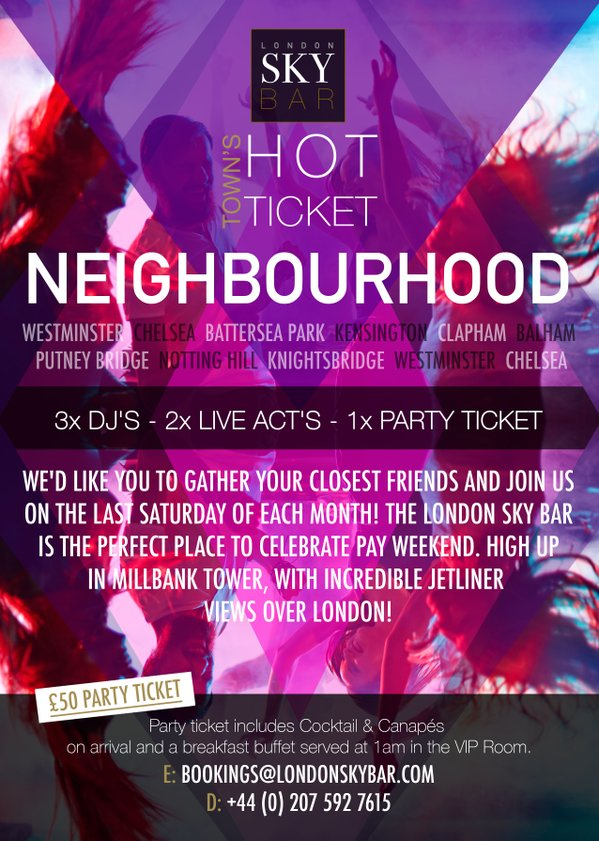 LONDON
SKY
BAR
TOWN'S
HOT
TICKET
NEIGHBOURHOOD
WESTMINSTER CHELSEA BATTERSEA PARK KENSINGTON CLAPHAM BALHAM
PUTNEY BRIDGE NOTTING HILL KNIGHTSBRIDGE WESTMINSTER CHELSEA
3x DJ'S - 2x LIVE ACT'S - 1x PARTY TICKET
WE'D LIKE YOU TO GATHER YOUR CLOSEST FRIENDS AND JOIN US
ON THE LAST SATURDAY OF EACH MONTH! THE LONDON SKY BAR
IS THE PERFECT PLACE TO CELEBRATE PAY WEEKEND. HIGH UP
IN MILLBANK TOWER, WITH INCREDIBLE JETLINER
VIEWS OVER LONDON!
£50 PARTY TICKET
Party ticket includes Cocktail & Canapés
on arrival and a breakfast buffet served at 1am in the VIP Room.
E: BOOKINGS@LONDONSKYBAR.COM
D: +44 (0) 207 592 7615